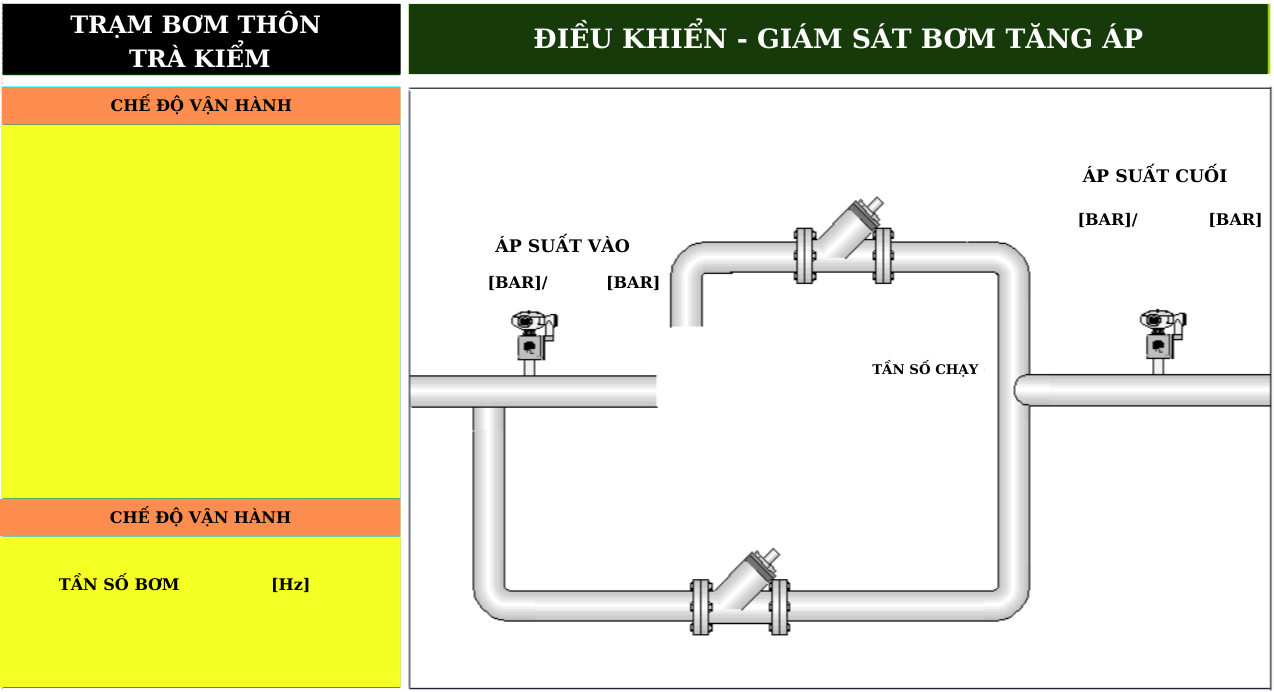 TRẠM BƠM THÔN
TRÀ KIỂM
ĐIỀU KHIỂN - GIÁM SÁT BƠM TĂNG ÁP
CHẾ ĐỘ VẬN HÀNH
ÁP SUẤT CUỐI
[BAR]/ [BAR]
ÁP SUẤT VÀO
[BAR]/ [BAR]
TẦN SỐ CHẠY
CHẾ ĐỘ VẬN HÀNH
TẦN SỐ BƠM [Hz]